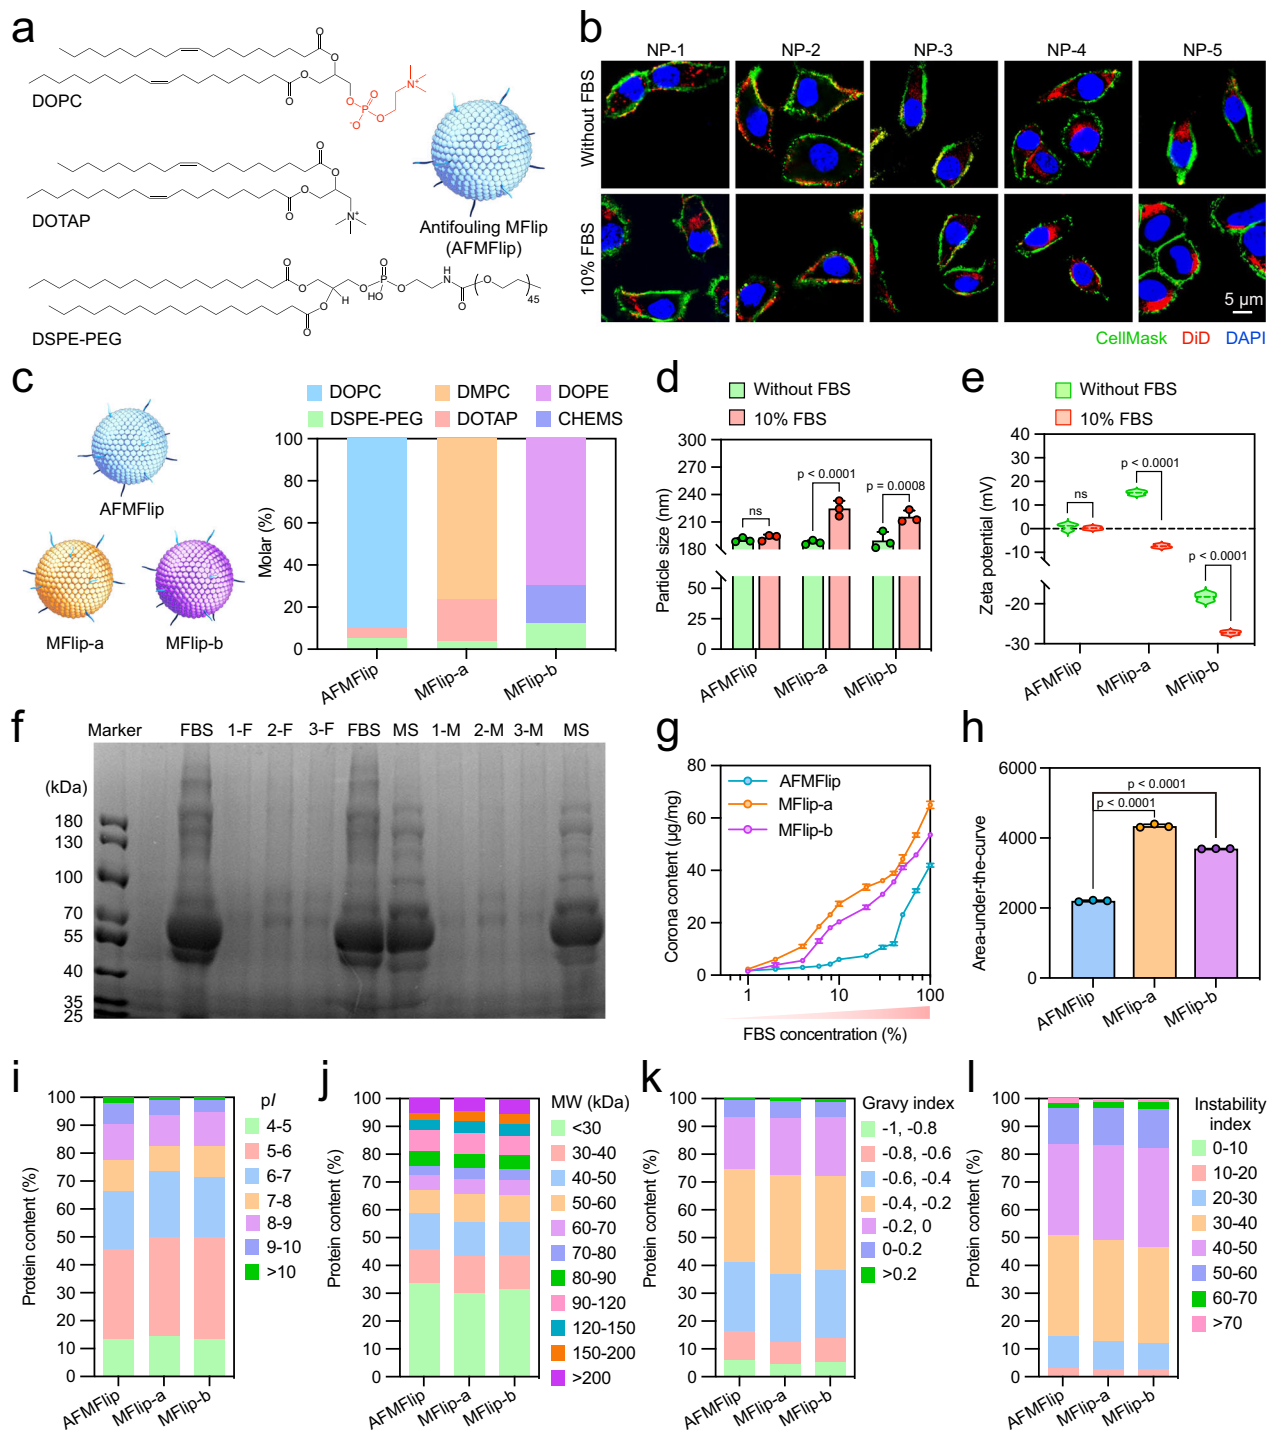 a
DOPC
DOTAP
DSPE-PEG
O
O
O
O
O
P
O
O⁻
O
N⁺
O
O
O
O
N⁺
O
O
O
O
O
P
O
HO
O
H
N
H
O
O
45
Antifouling MFlip
(AFMFlip)
b
NP-1 NP-2 NP-3 NP-4 NP-5
Without FBS
10% FBS
5 µm
CellMask DiD DAPI
c
AFMFlip
MFlip-a MFlip-b
DOPC DMPC DOPE
DSPE-PEG DOTAP CHEMS
Molar (%)
100
80
60
40
20
0
AFMFlip MFlip-a MFlip-b
d
Without FBS
10% FBS
Particle size (nm)
300
270
240
210
180
50
25
0
ns
p < 0.0001
p = 0.0008
AFMFlip MFlip-a MFlip-b
e
Without FBS
10% FBS
Zeta potential (mV)
40
30
20
10
0
-10
-20
-30
ns
p < 0.0001
p < 0.0001
AFMFlip MFlip-a MFlip-b
f
Marker FBS 1-F 2-F 3-F FBS MS 1-M 2-M 3-M MS
(kDa)
180
130
100
70
55
40
35
25
g
AFMFlip
MFlip-a
MFlip-b
Corona content (µg/mg)
80
60
40
20
0
1 10 100
FBS concentration (%)
h
Area-under-the-curve
6000
4000
2000
0
p < 0.0001
p < 0.0001
AFMFlip MFlip-a MFlip-b
i
Protein content (%)
100
90
80
70
60
50
40
30
20
10
0
AFMFlip MFlip-a MFlip-b
pI
4-5
5-6
6-7
7-8
8-9
9-10
>10
j
Protein content (%)
100
90
80
70
60
50
40
30
20
10
0
AFMFlip MFlip-a MFlip-b
MW (kDa)
<30
30-40
40-50
50-60
60-70
70-80
80-90
90-120
120-150
150-200
>200
k
Protein content (%)
100
90
80
70
60
50
40
30
20
10
0
AFMFlip MFlip-a MFlip-b
Gravy index
-1, -0.8
-0.8, -0.6
-0.6, -0.4
-0.4, -0.2
-0.2, 0
0-0.2
>0.2
l
Protein content (%)
100
90
80
70
60
50
40
30
20
10
0
AFMFlip MFlip-a MFlip-b
Instability
index
0-10
10-20
20-30
30-40
40-50
50-60
60-70
>70